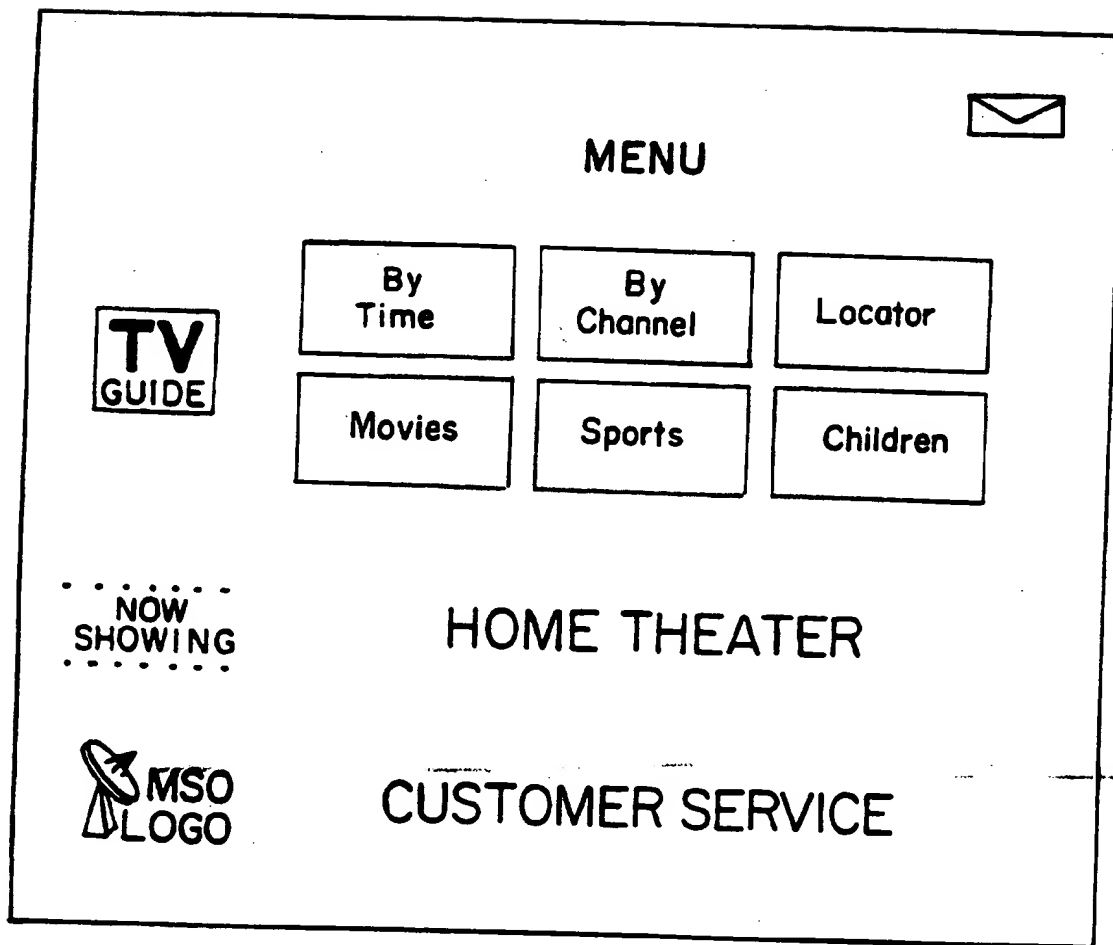 MENU
By
Time
By
Channel
Locator
TV
GUIDE
Movies
Sports
Children
NOW
SHOWING
HOME THEATER
MSO
LOGO
CUSTOMER SERVICE